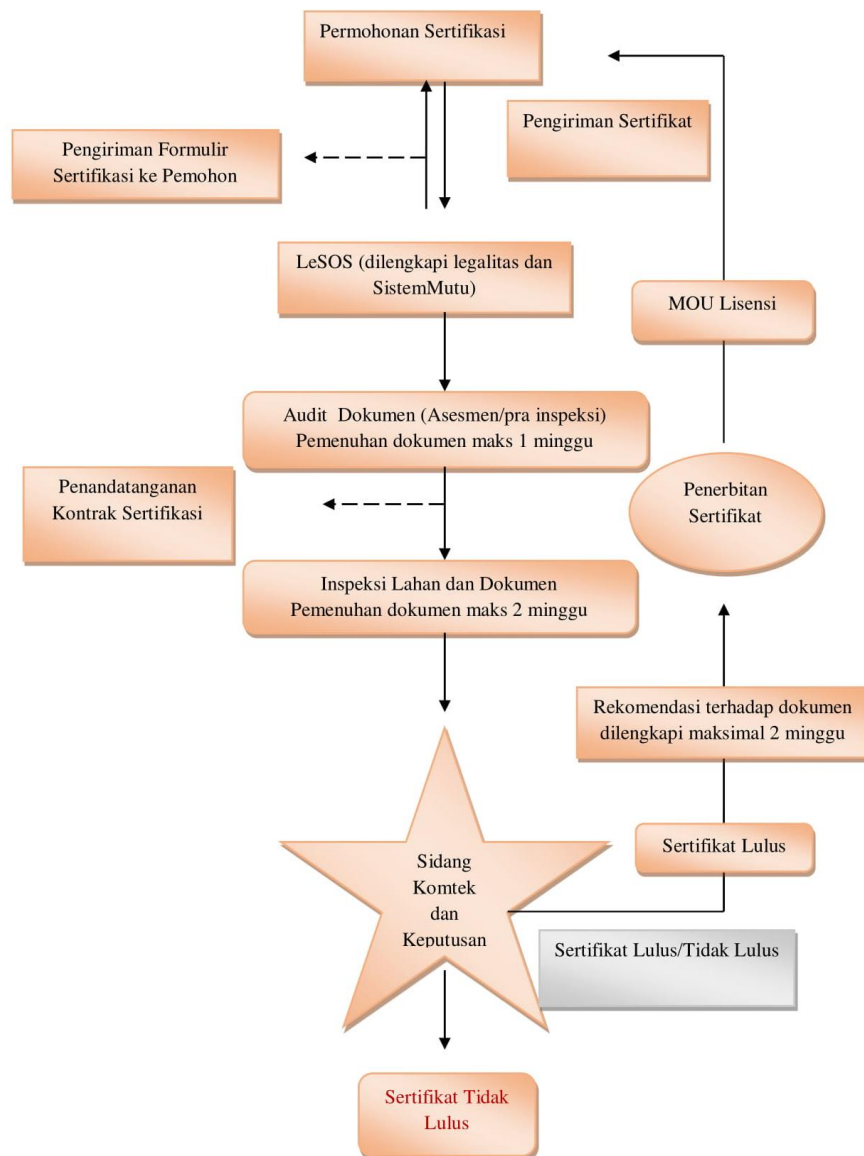 Permohonan Sertifikasi
Pengiriman Sertifikat
Pengiriman Formulir
Sertifikasi ke Pemohon
LeSOS (dilengkapi legalitas dan
SistemMutu)
MOU Lisensi
Audit Dokumen (Asesmen/pra inspeksi)
Pemenuhan dokumen maks 1 minggu
Penandatanganan
Kontrak Sertifikasi
Penerbitan
Sertifikat
Inspeksi Lahan dan Dokumen
Pemenuhan dokumen maks 2 minggu
Rekomendasi terhadap dokumen
dilengkapi maksimal 2 minggu
Sertifikat Lulus
Sidang
Komtek
dan
Keputusan
Sertifikat Lulus/Tidak Lulus
Sertifikat Tidak
Lulus